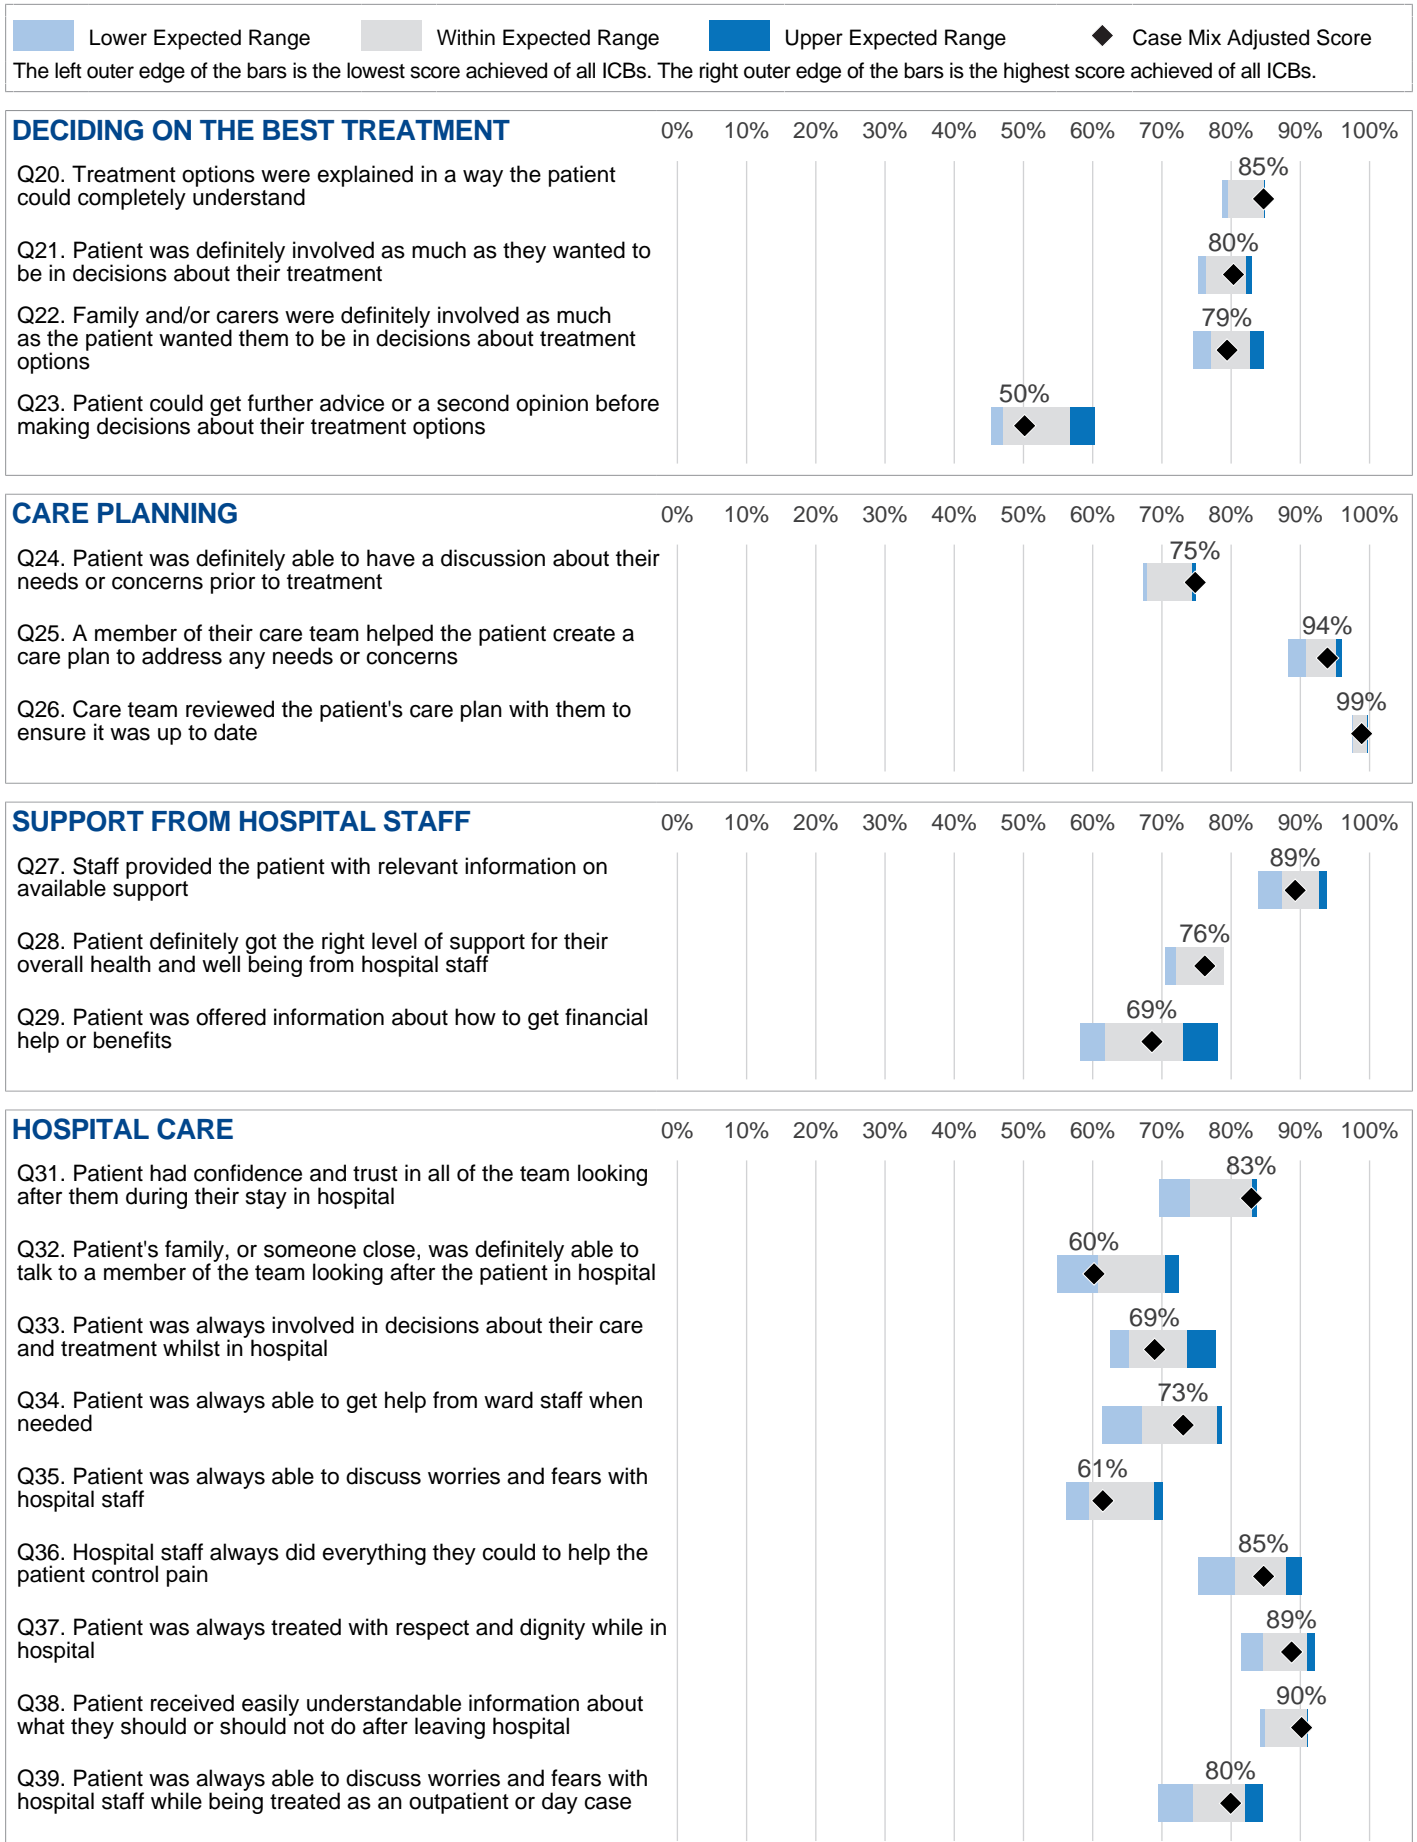 Lower Expected Range Within Expected Range Upper Expected Range Case Mix Adjusted Score
The left outer edge of the bars is the lowest score achieved of all ICBs. The right outer edge of the bars is the highest score achieved of all ICBs.
DECIDING ON THE BEST TREATMENT 0% 10% 20% 30% 40% 50% 60% 70% 80% 90% 100%
Q20. Treatment options were explained in a way the patient
could completely understand
85%
Q21. Patient was definitely involved as much as they wanted to
be in decisions about their treatment
80%
Q22. Family and/or carers were definitely involved as much
as the patient wanted them to be in decisions about treatment
options
79%
Q23. Patient could get further advice or a second opinion before
making decisions about their treatment options
50%
CARE PLANNING 0% 10% 20% 30% 40% 50% 60% 70% 80% 90% 100%
Q24. Patient was definitely able to have a discussion about their
needs or concerns prior to treatment
75%
Q25. A member of their care team helped the patient create a
care plan to address any needs or concerns
94%
Q26. Care team reviewed the patient's care plan with them to
ensure it was up to date
99%
SUPPORT FROM HOSPITAL STAFF 0% 10% 20% 30% 40% 50% 60% 70% 80% 90% 100%
Q27. Staff provided the patient with relevant information on
available support
89%
Q28. Patient definitely got the right level of support for their
overall health and well being from hospital staff
76%
Q29. Patient was offered information about how to get financial
help or benefits
69%
HOSPITAL CARE 0% 10% 20% 30% 40% 50% 60% 70% 80% 90% 100%
Q31. Patient had confidence and trust in all of the team looking
after them during their stay in hospital
83%
Q32. Patient's family, or someone close, was definitely able to
talk to a member of the team looking after the patient in hospital
60%
Q33. Patient was always involved in decisions about their care
and treatment whilst in hospital
69%
Q34. Patient was always able to get help from ward staff when
needed
73%
Q35. Patient was always able to discuss worries and fears with
hospital staff
61%
Q36. Hospital staff always did everything they could to help the
patient control pain
85%
Q37. Patient was always treated with respect and dignity while in
hospital
89%
Q38. Patient received easily understandable information about
what they should or should not do after leaving hospital
90%
Q39. Patient was always able to discuss worries and fears with
hospital staff while being treated as an outpatient or day case
80%